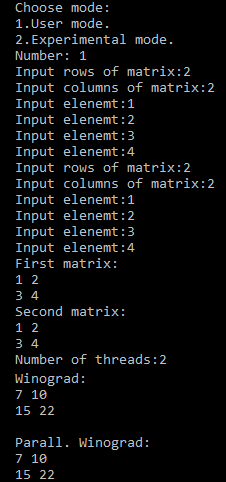 Choose mode:
1.User mode.
2.Experimental mode.
Number: 1
Input rows of matrix:2
Input columns of matrix:2
Input elenemt:1
Input elenemt:2
Input elenemt:3
Input elenemt:4
Input rows of matrix:2
Input columns of matrix:2
Input elenemt:1
Input elenemt:2
Input elenemt:3
Input elenemt:4
First matrix:
1 2
3 4
Second matrix:
1 2
3 4
Number of threads:2
Winograd:
7 10
15 22
Parall. Winograd:
7 10
15 22